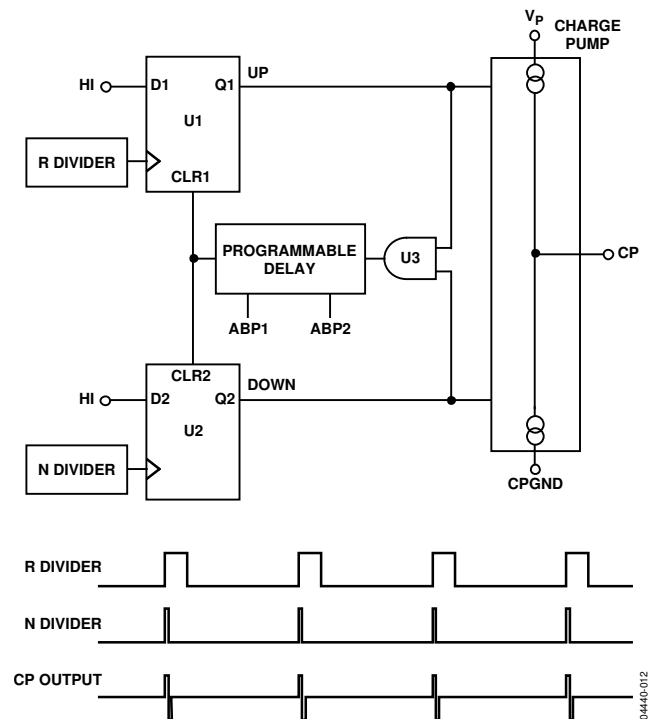 VP
CHARGE
PUMP
UP
HI
D1
Q1
U1
R DIVIDER
CLR1
PROGRAMMABLE
DELAY
U3
CP
ABP1
ABP2
CLR2
DOWN
HI
D2
Q2
U2
N DIVIDER
CPGND
R DIVIDER
N DIVIDER
CP OUTPUT
04440-012